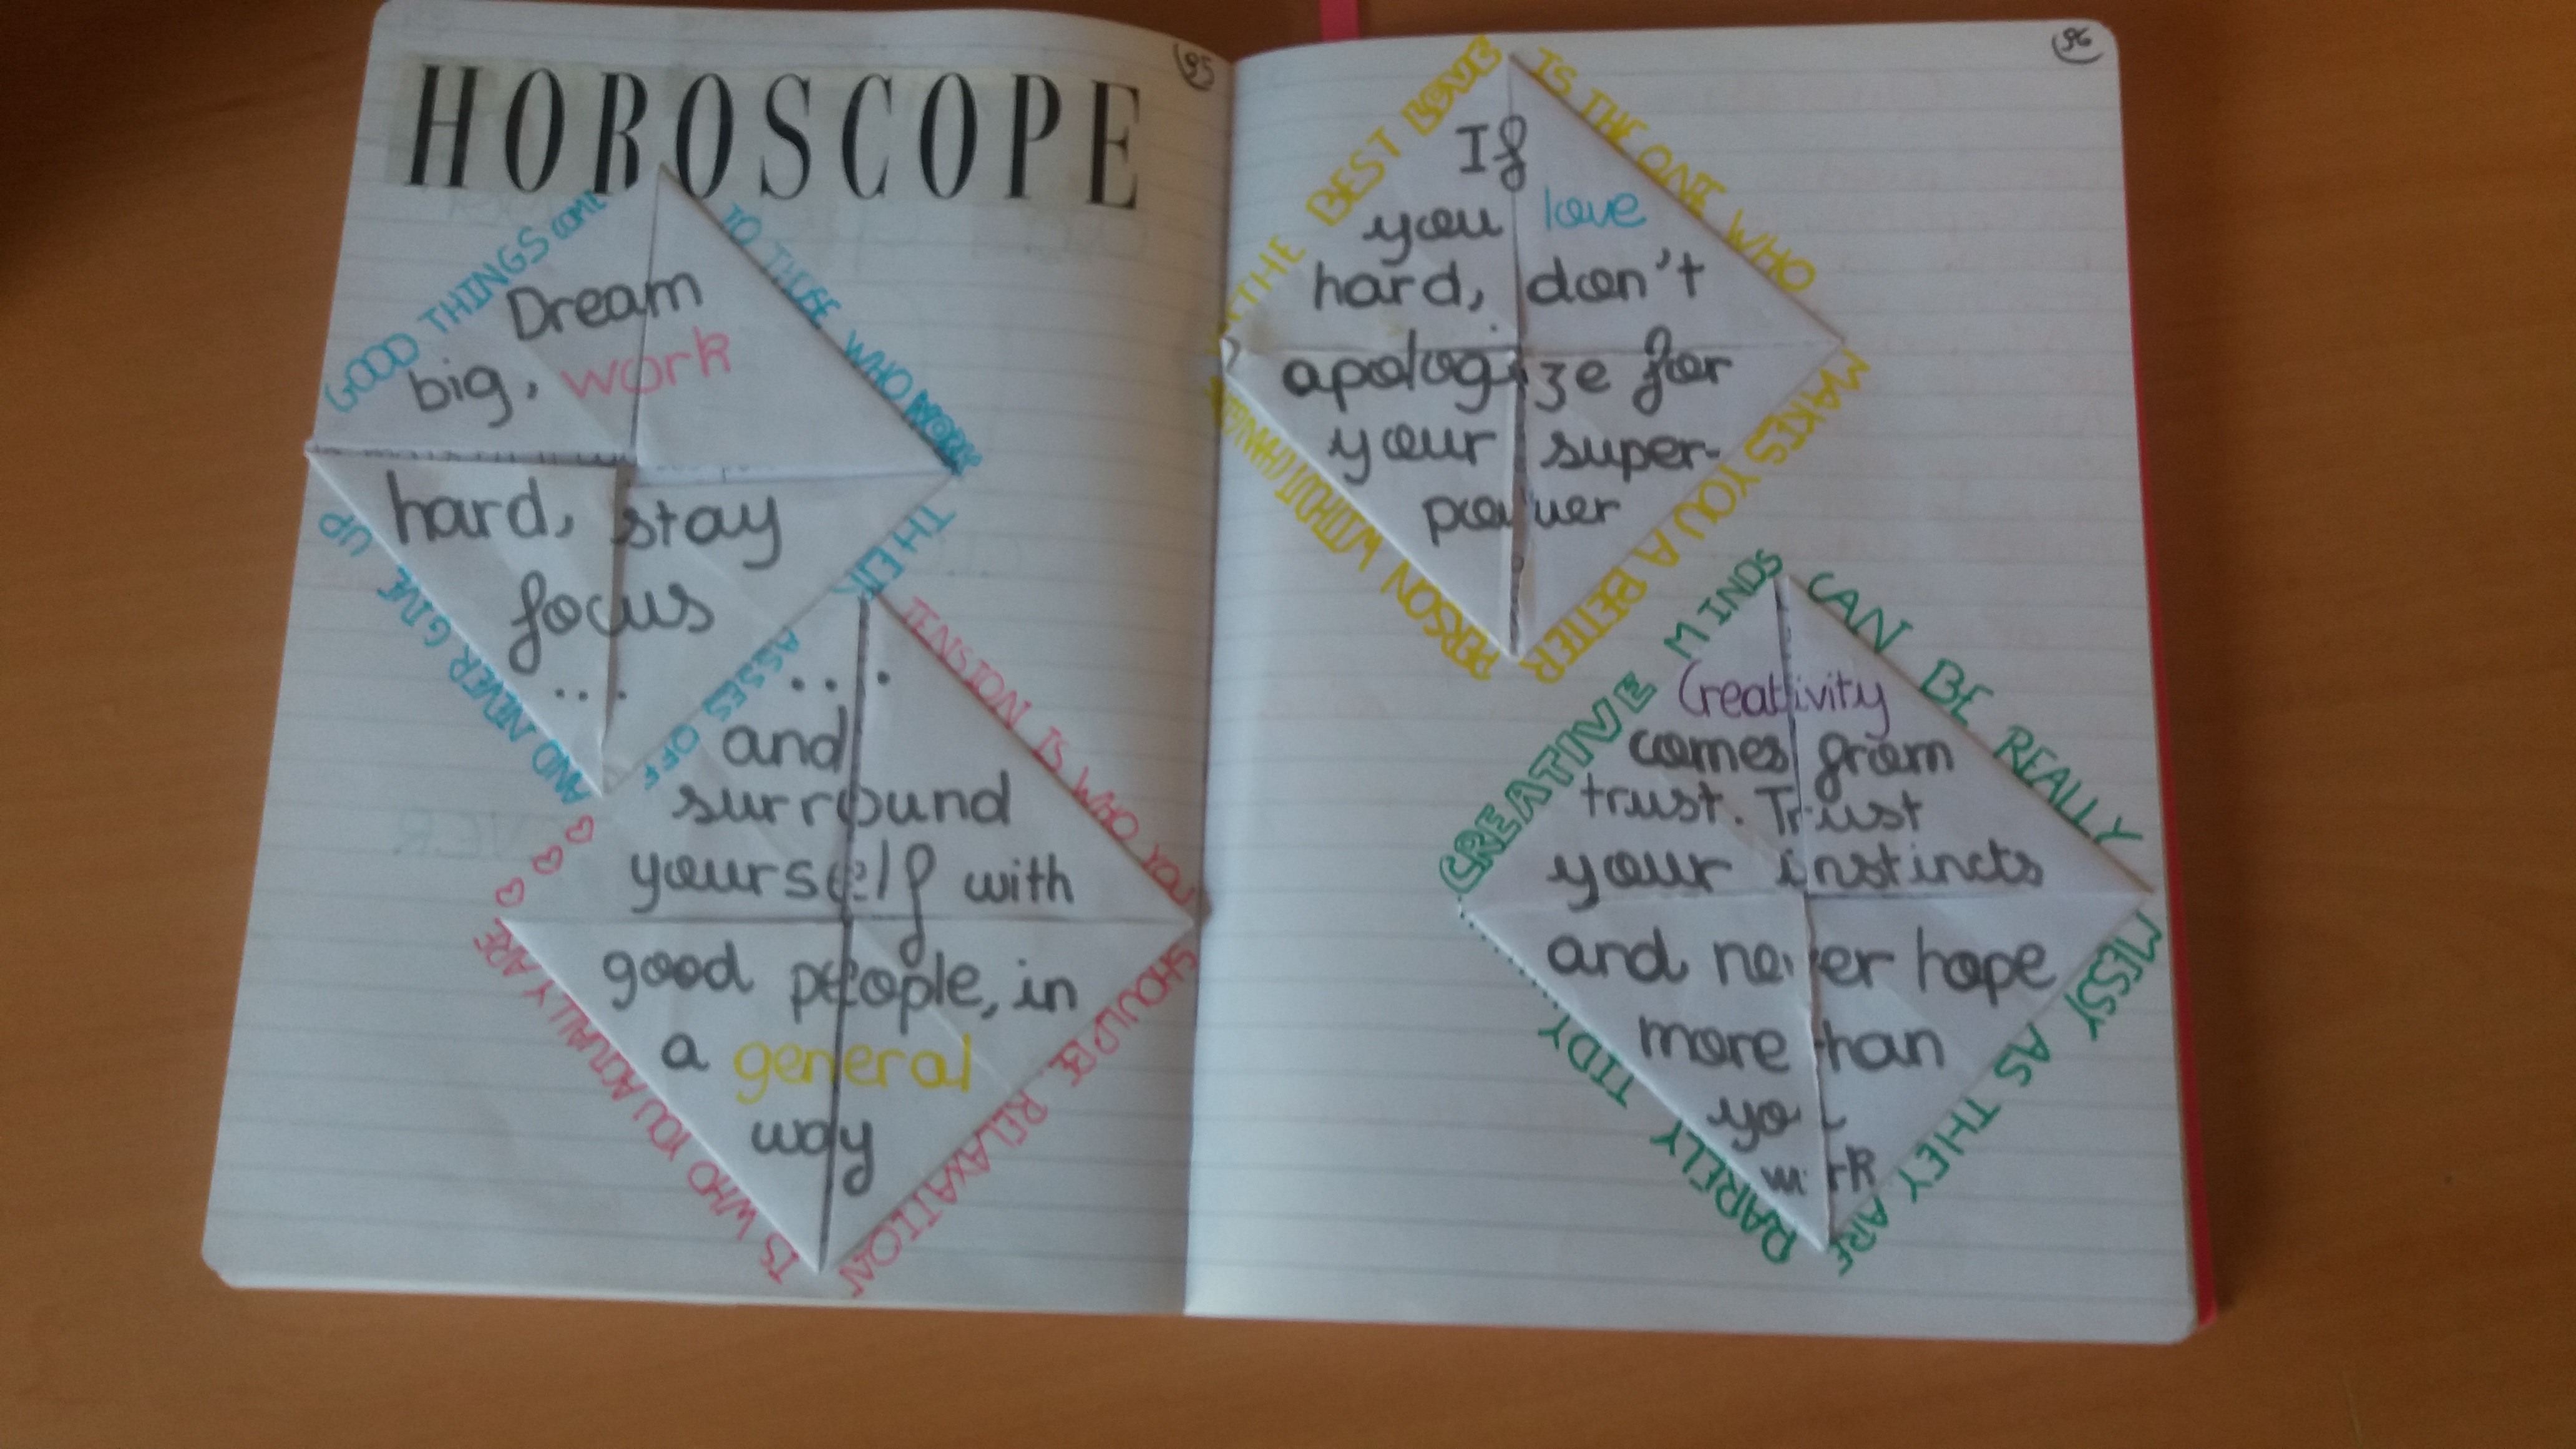 95
HOROSCOPE
GOOD THINGS COME
TO THOSE WHO WORK
THEIR ASSES OFF
AND NEVER GIVE UP
Dream
big, work
hard, stay
focus
...
TENSION IS WHO YOU
SHOULD BE RELAXATION
IS WHO YOU ACTUALLY ARE
...
and
surround
yourself with
good people, in
a general
way
96
THE BEST LOVE
IS THE ONE WHO
MAKES YOU A BETTER
PERSON WITHOUT
If
you love
hard, don't
apologize for
your super-
power
CREATIVE MINDS
CAN BE REALLY
MESSY AS THEY ARE
RARELLY TIDY.........
Creativity
comes from
trust. Trust
your instincts
and never hope
more than
you
work